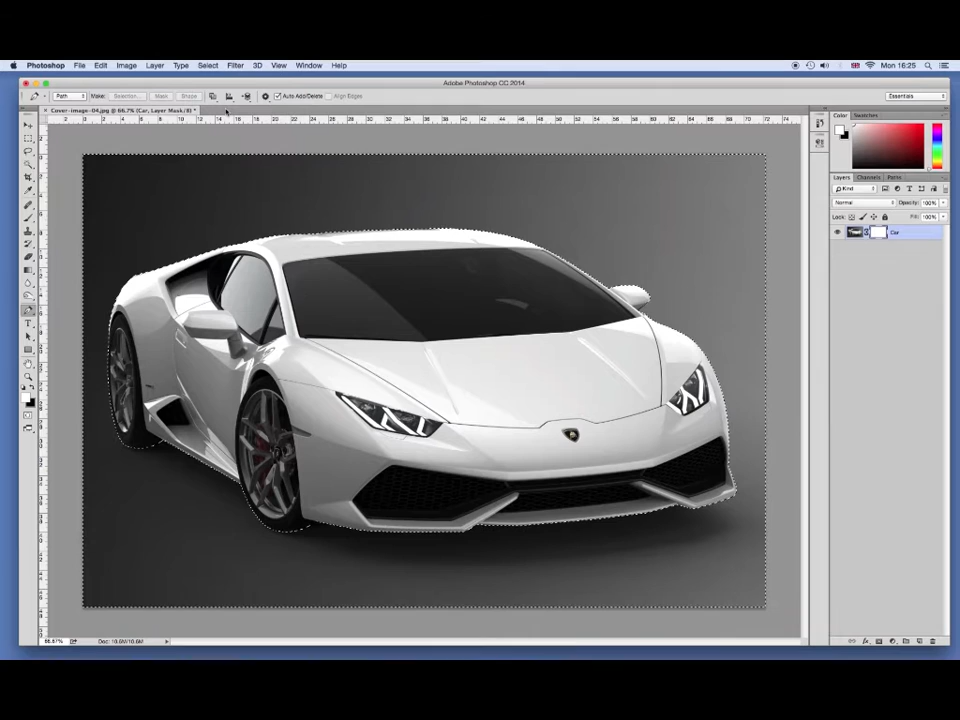 Photoshop File Edit Image Layer Type Select Filter 3D View Window Help Mon 16:25
Adobe Photoshop CC 2014
Path Make: Selection... Mask Shape Auto Add/Delete Align Edges Essentials
Cover-image-04.jpg @ 66.7% (Car, Layer Mask/8) *
Color Swatches
Layers Channels Paths
Kind
Normal Opacity: 100%
Lock: Fill: 100%
Car
66.67% Doc: 10.6M/10.6M